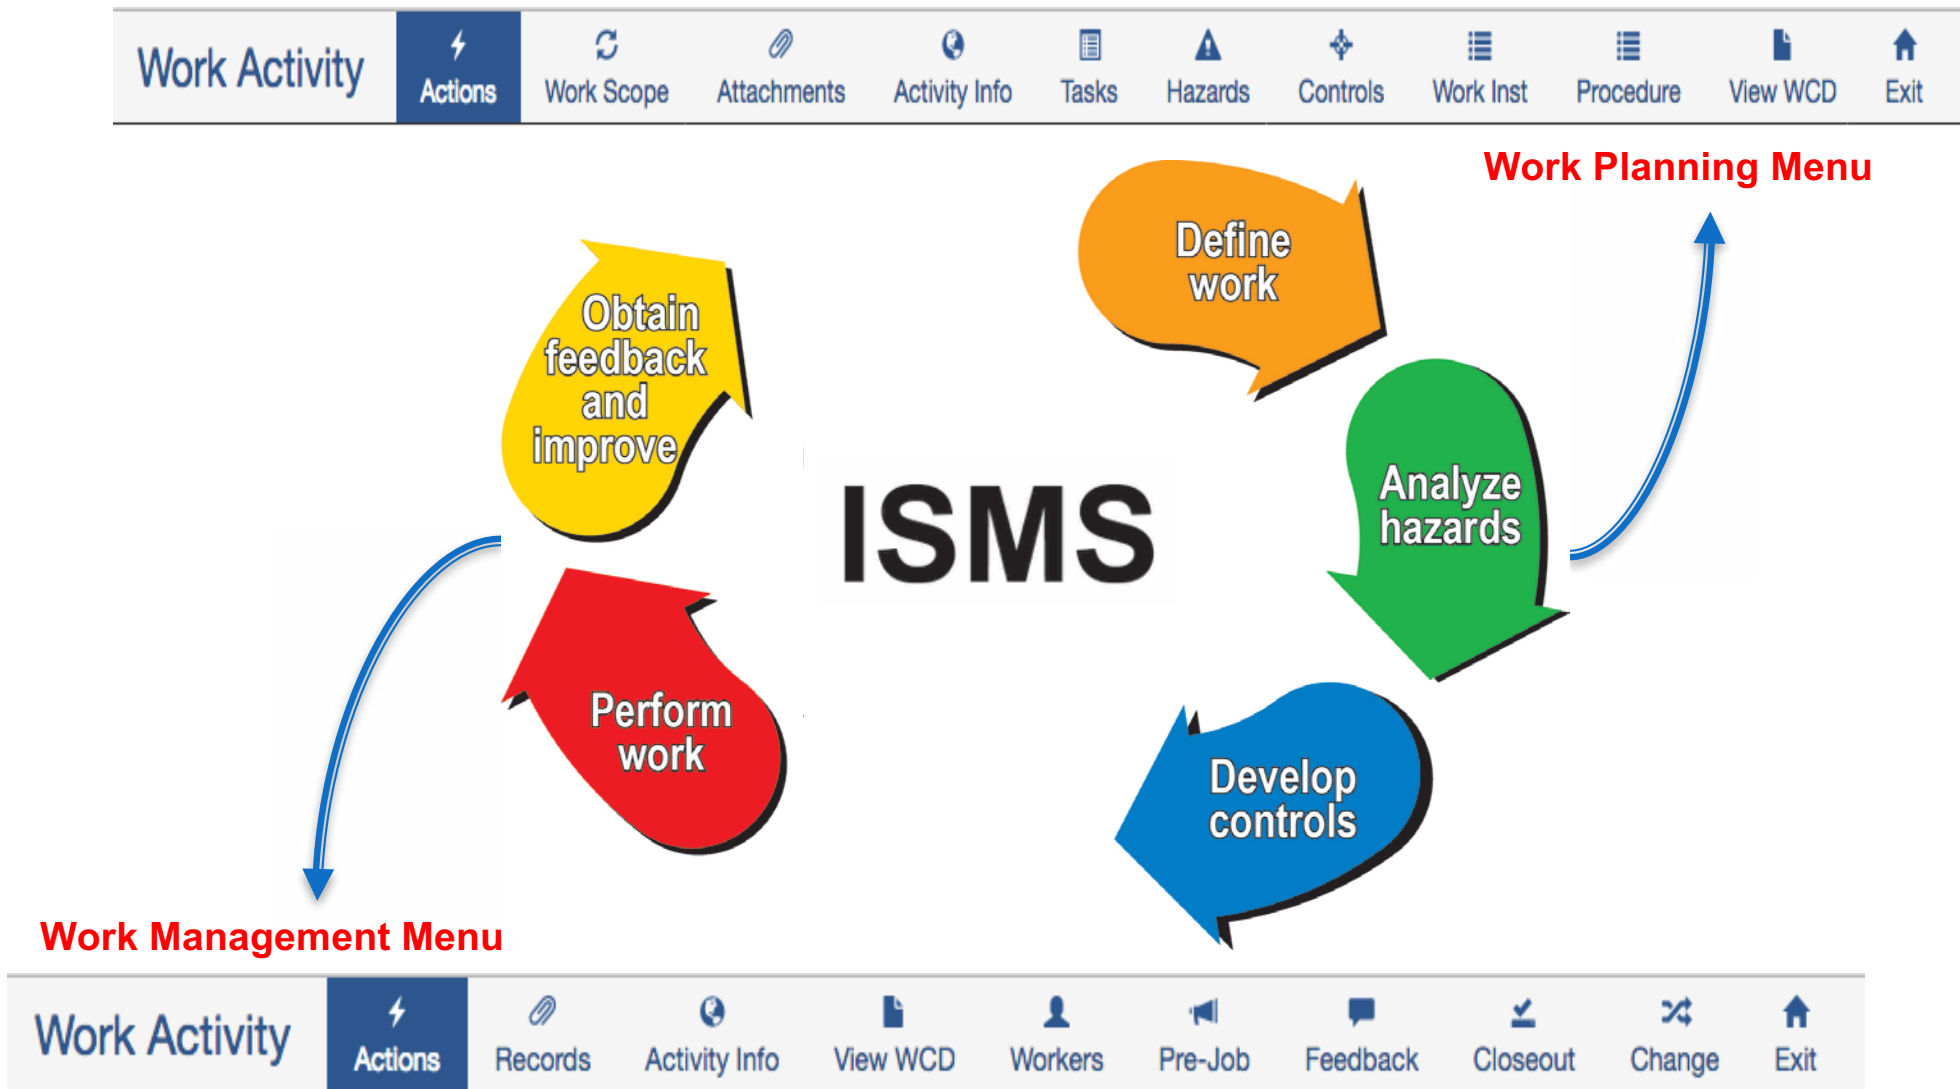 Work Activity
Actions
Work Scope
Attachments
Activity Info
Tasks
Hazards
Controls
Work Inst
Procedure
View WCD
Exit
Work Planning Menu
Define
work
Obtain
feedback
and
improve
Analyze
hazards
ISMS
Perform
work
Develop
controls
Work Management Menu
Work Activity
Actions
Records
Activity Info
View WCD
Workers
Pre-Job
Feedback
Closeout
Change
Exit